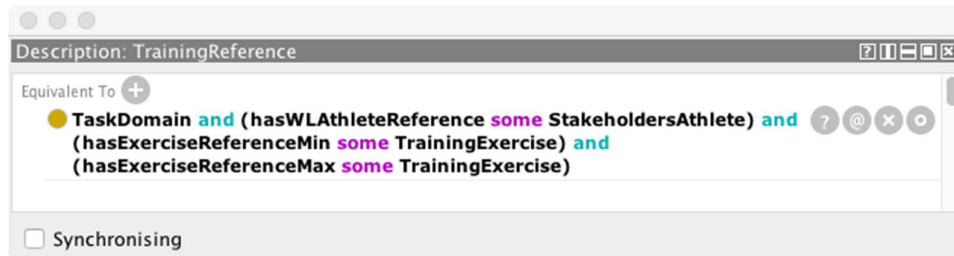 Description: TrainingReference
Equivalent To
TaskDomain and (hasWLAthleteReference some StakeholdersAthlete) and
(hasExerciseReferenceMin some TrainingExercise) and
(hasExerciseReferenceMax some TrainingExercise)
Synchronising